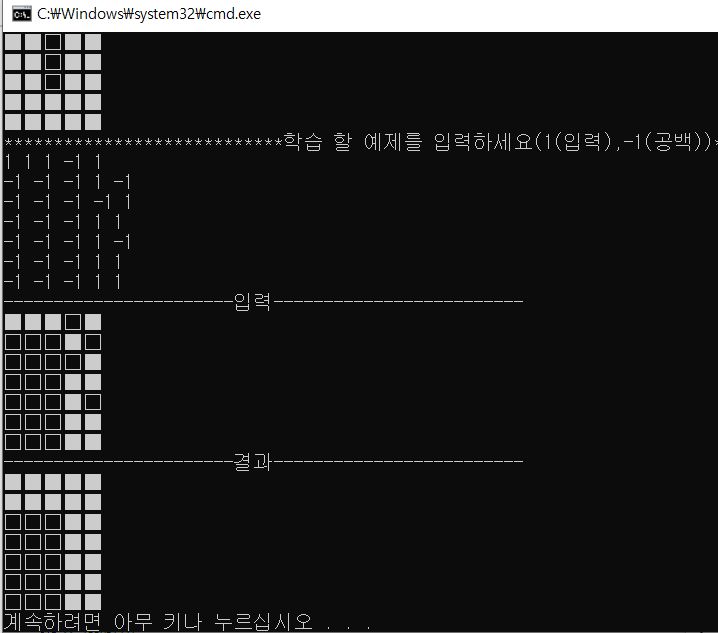 C:₩Windows₩system32₩cmd.exe
****************************학습 할 예제를 입력하세요(1(입력),-1(공백))*
1 1 1 -1 1
-1 -1 -1 1 -1
-1 -1 -1 -1 1
-1 -1 -1 1 1
-1 -1 -1 1 -1
-1 -1 -1 1 1
-1 -1 -1 1 1
-----------------------입력-------------------------
-----------------------결과-------------------------
계속하려면 아무 키나 누르십시오 . . .